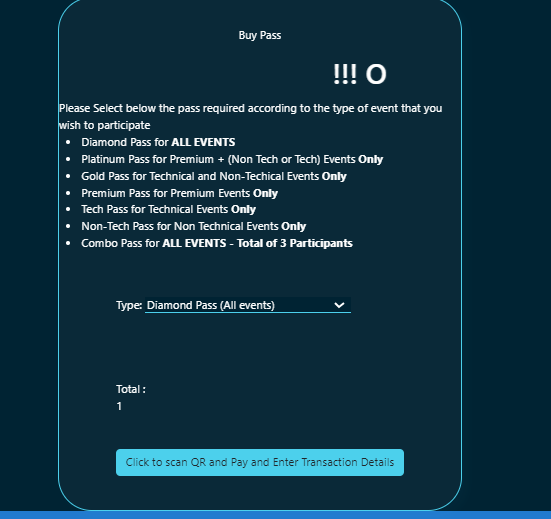 Buy Pass
!!! O
Please Select below the pass required according to the type of event that you
wish to participate
Diamond Pass for ALL EVENTS
Platinum Pass for Premium + (Non Tech or Tech) Events Only
Gold Pass for Technical and Non-Techical Events Only
Premium Pass for Premium Events Only
Tech Pass for Technical Events Only
Non-Tech Pass for Non Technical Events Only
Combo Pass for ALL EVENTS - Total of 3 Participants
Type: Diamond Pass (All events)
Total :
1
Click to scan QR and Pay and Enter Transaction Details